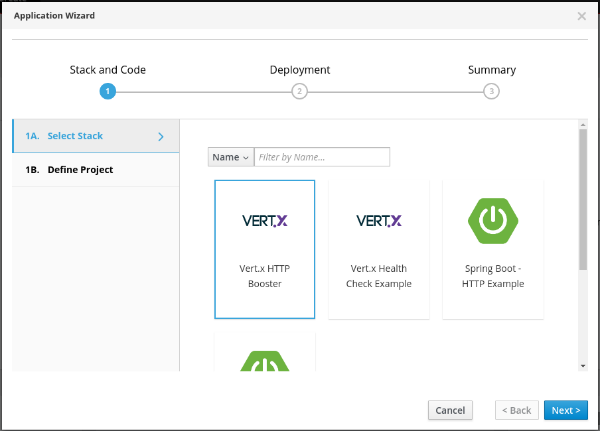 Application Wizard
Stack and Code
Deployment
Summary
1
2
3
1A. Select Stack
1B. Define Project
Name
Filter by Name...
VERT.X
Vert.x HTTP
Booster
VERT.X
Vert.x Health
Check Example
Spring Boot -
HTTP Example
Cancel
< Back
Next >